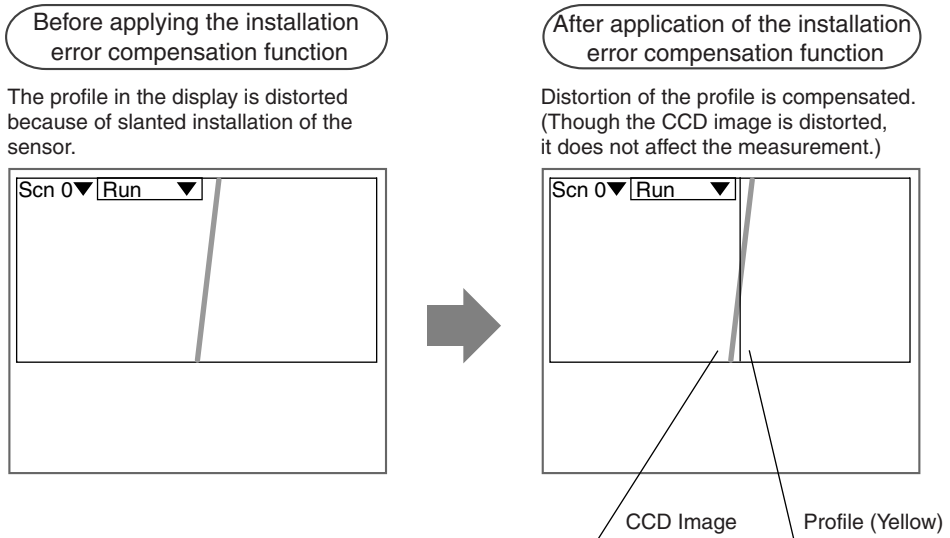 Before applying the installation
error compensation function
The profile in the display is distorted
because of slanted installation of the
sensor.
Scn 0▼ Run ▼
After application of the installation
error compensation function
Distortion of the profile is compensated.
(Though the CCD image is distorted,
it does not affect the measurement.)
Scn 0▼ Run ▼
CCD Image
Profile (Yellow)